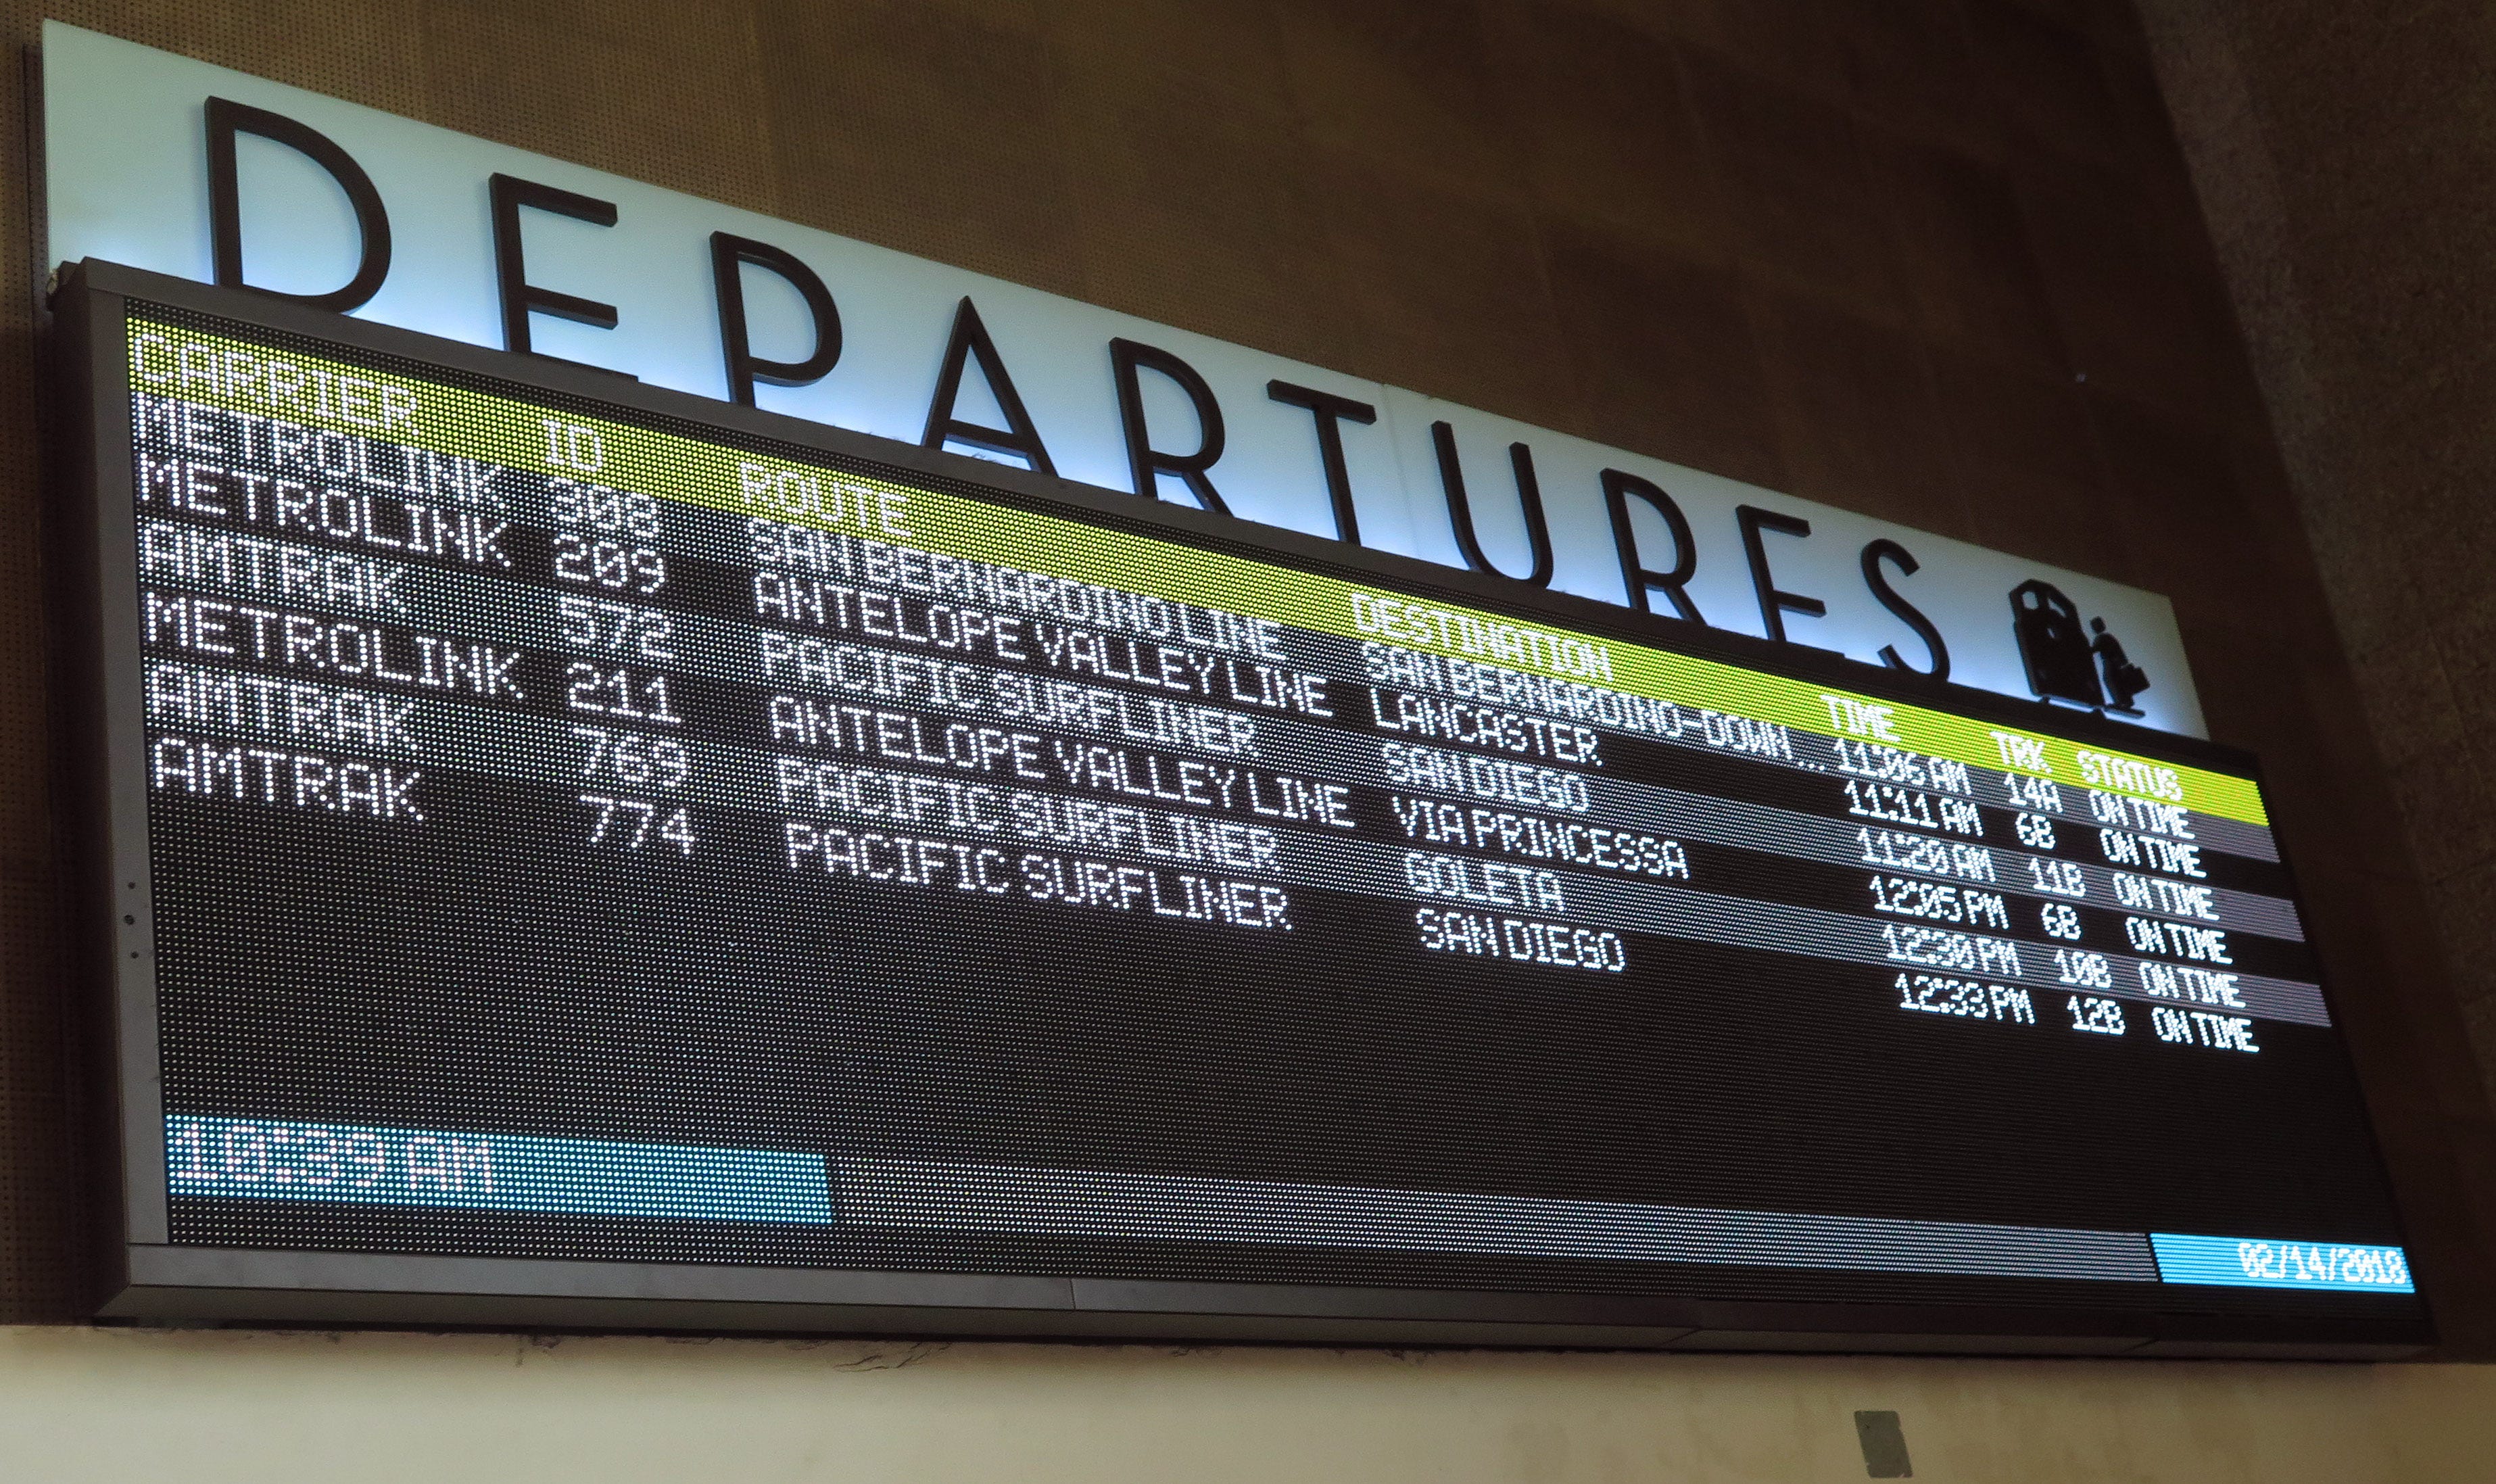 DEPARTURES
CARRIER ID ROUTE DESTINATION TIME TRK STATUS
METROLINK 308 SAN BERNARDINO LINE SAN BERNARDINO-DOWN... 11:06 AM 14A ON TIME
METROLINK 209 ANTELOPE VALLEY LINE LANCASTER 11:11 AM 6B ON TIME
AMTRAK 572 PACIFIC SURFLINER SAN DIEGO 11:20 AM 11B ON TIME
METROLINK 211 ANTELOPE VALLEY LINE VIA PRINCESSA 12:05 PM 6B ON TIME
AMTRAK 769 PACIFIC SURFLINER GOLETA 12:30 PM 10B ON TIME
AMTRAK 774 PACIFIC SURFLINER SAN DIEGO 12:33 PM 12B ON TIME
10:39 AM 02/14/2018